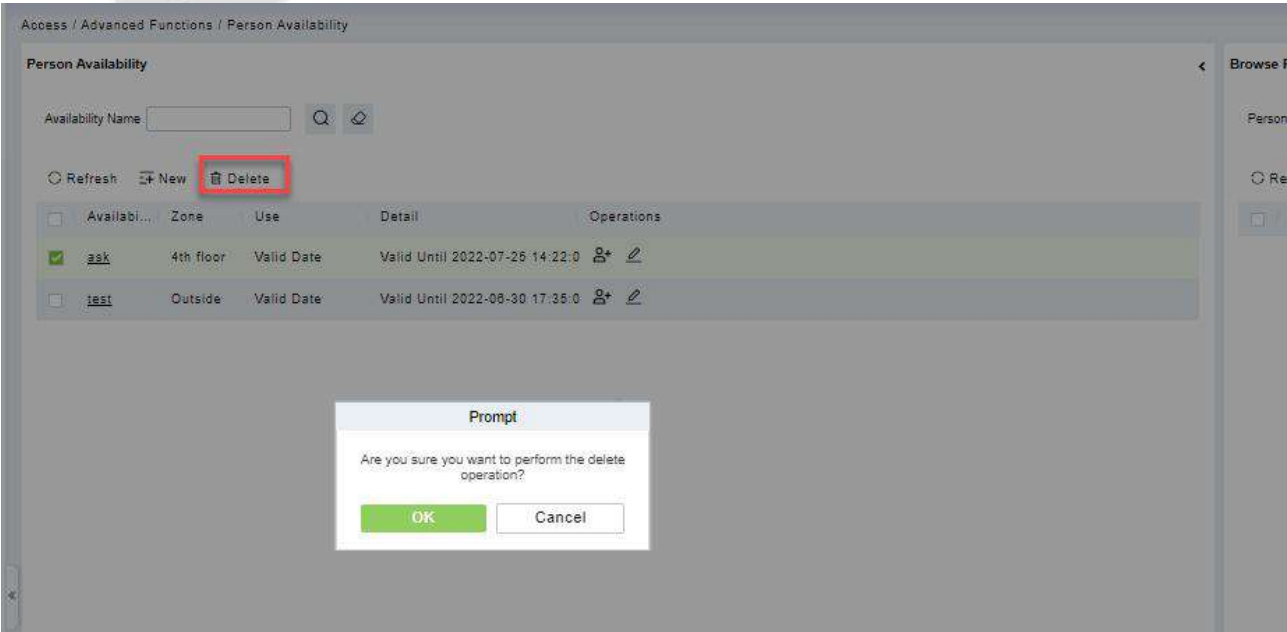 Access / Advanced Functions / Person Availability
Person Availability
Browse
Availability Name
Person
Refresh New Delete
Re
Availabi... Zone Use Detail Operations
ask 4th floor Valid Date Valid Until 2022-07-25 14:22:0
test Outside Valid Date Valid Until 2022-06-30 17:35:0
Prompt
Are you sure you want to perform the delete
operation?
OK Cancel